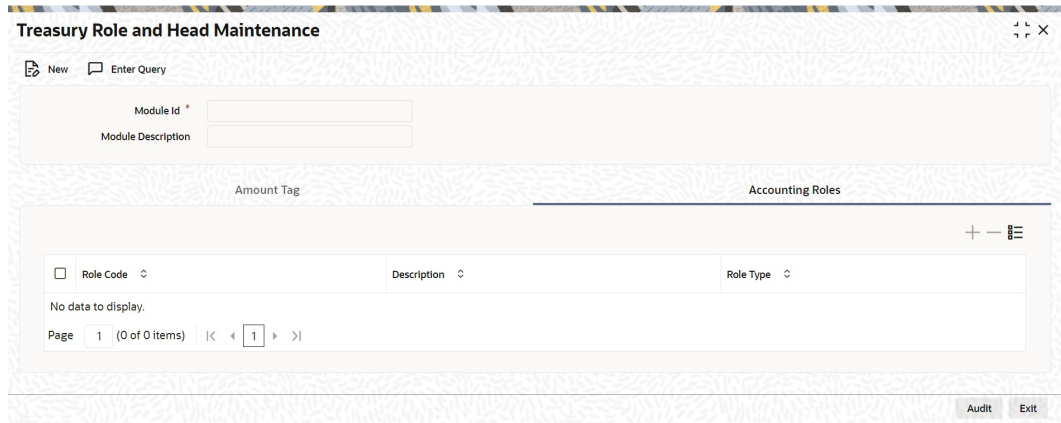 Treasury Role and Head Maintenance
New Enter Query
Module Id *
Module Description
Amount Tag Accounting Roles
Role Code Description Role Type
No data to display.
Page 1 (0 of 0 items) 1
Audit Exit